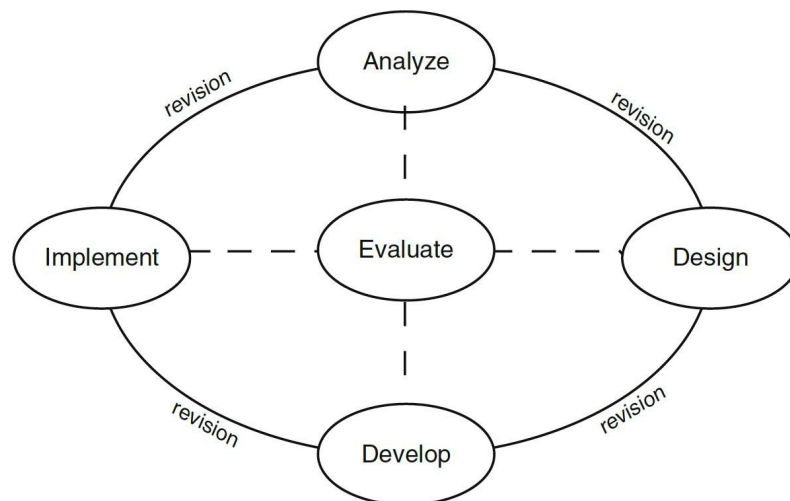 Analyze
revision
revision
Implement
Evaluate
Design
revision
revision
Develop